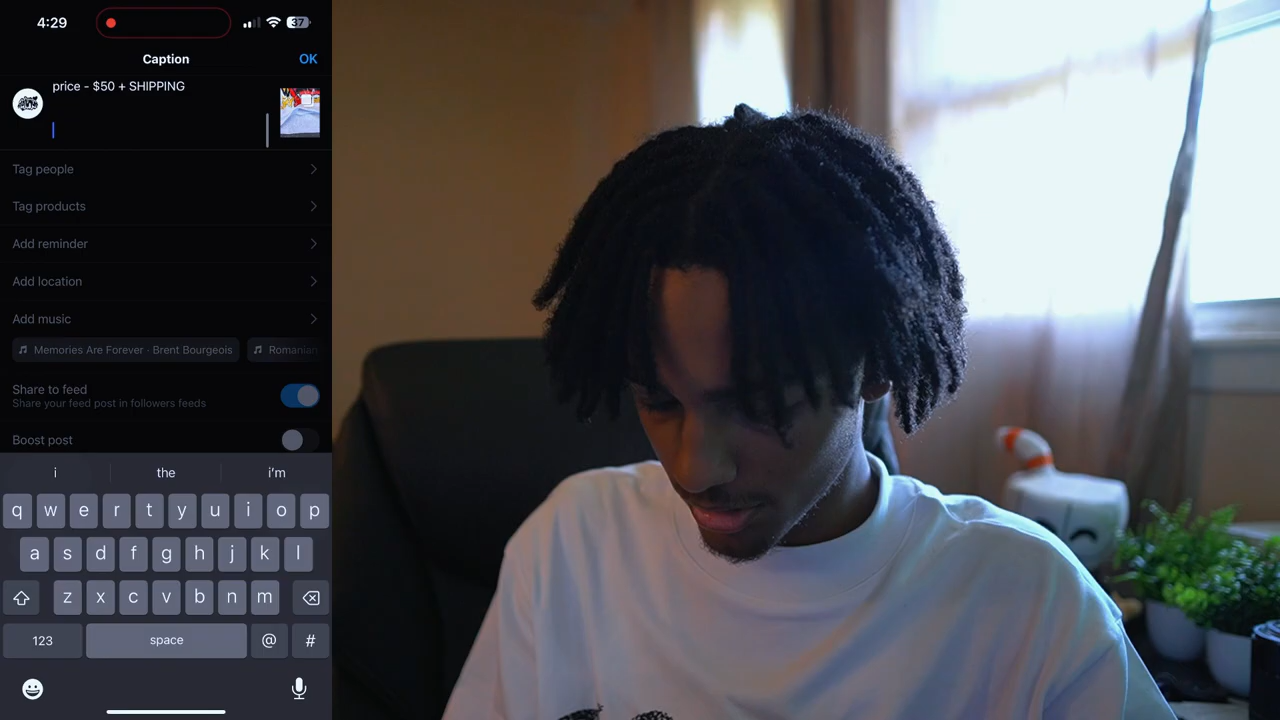 4:29
37
Caption
OK
price - $50 + SHIPPING
Tag people
Tag products
Add reminder
Add location
Add music
Memories Are Forever · Brent Bourgeois
Romanian
Share to feed
Share your feed post in followers feeds
Boost post
i the i'm
q w e r t y u i o p
a s d f g h j k l
z x c v b n m
123 space @ #